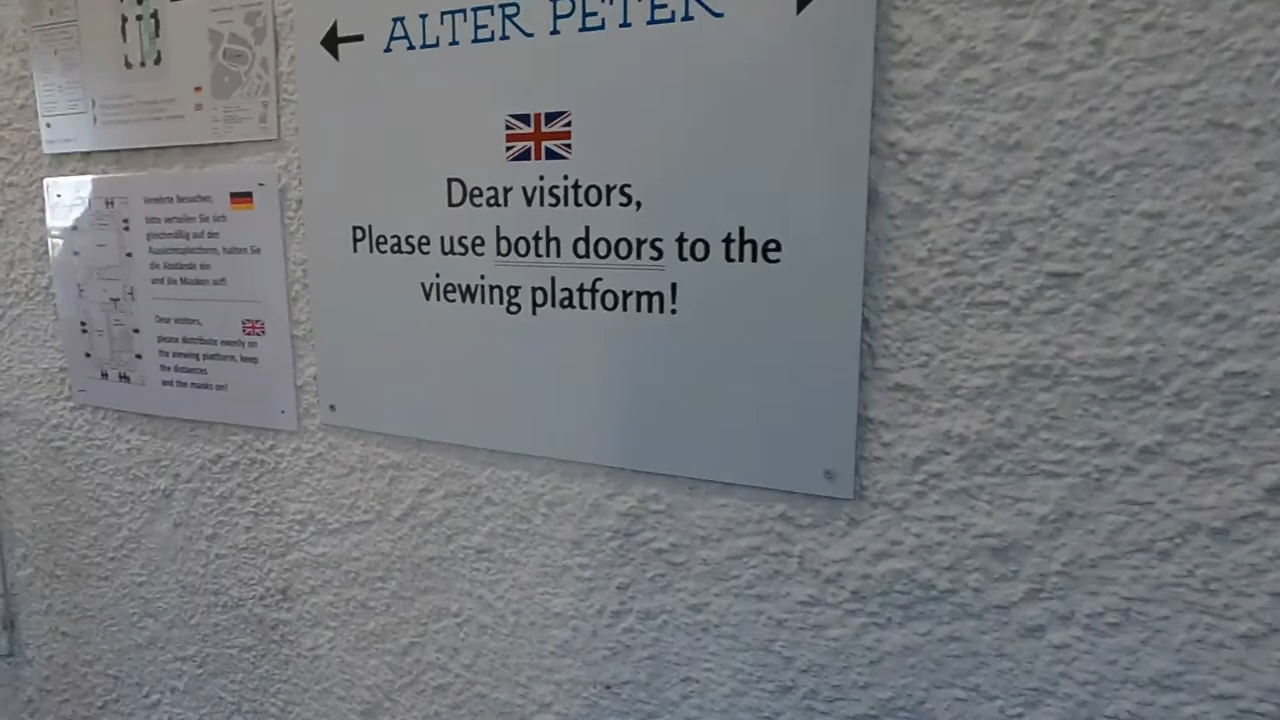 ALTER PETER
Dear visitors,
Please use both doors to the
viewing platform!
Verehrte Besucher,
bitte verteilen Sie sich
gleichmäßig auf der
Aussichtsplattform, halten Sie
die Abstände ein
und die Masken auf!
Dear visitors,
please distribute evenly on
the viewing platform, keep
the distances
and the masks on!